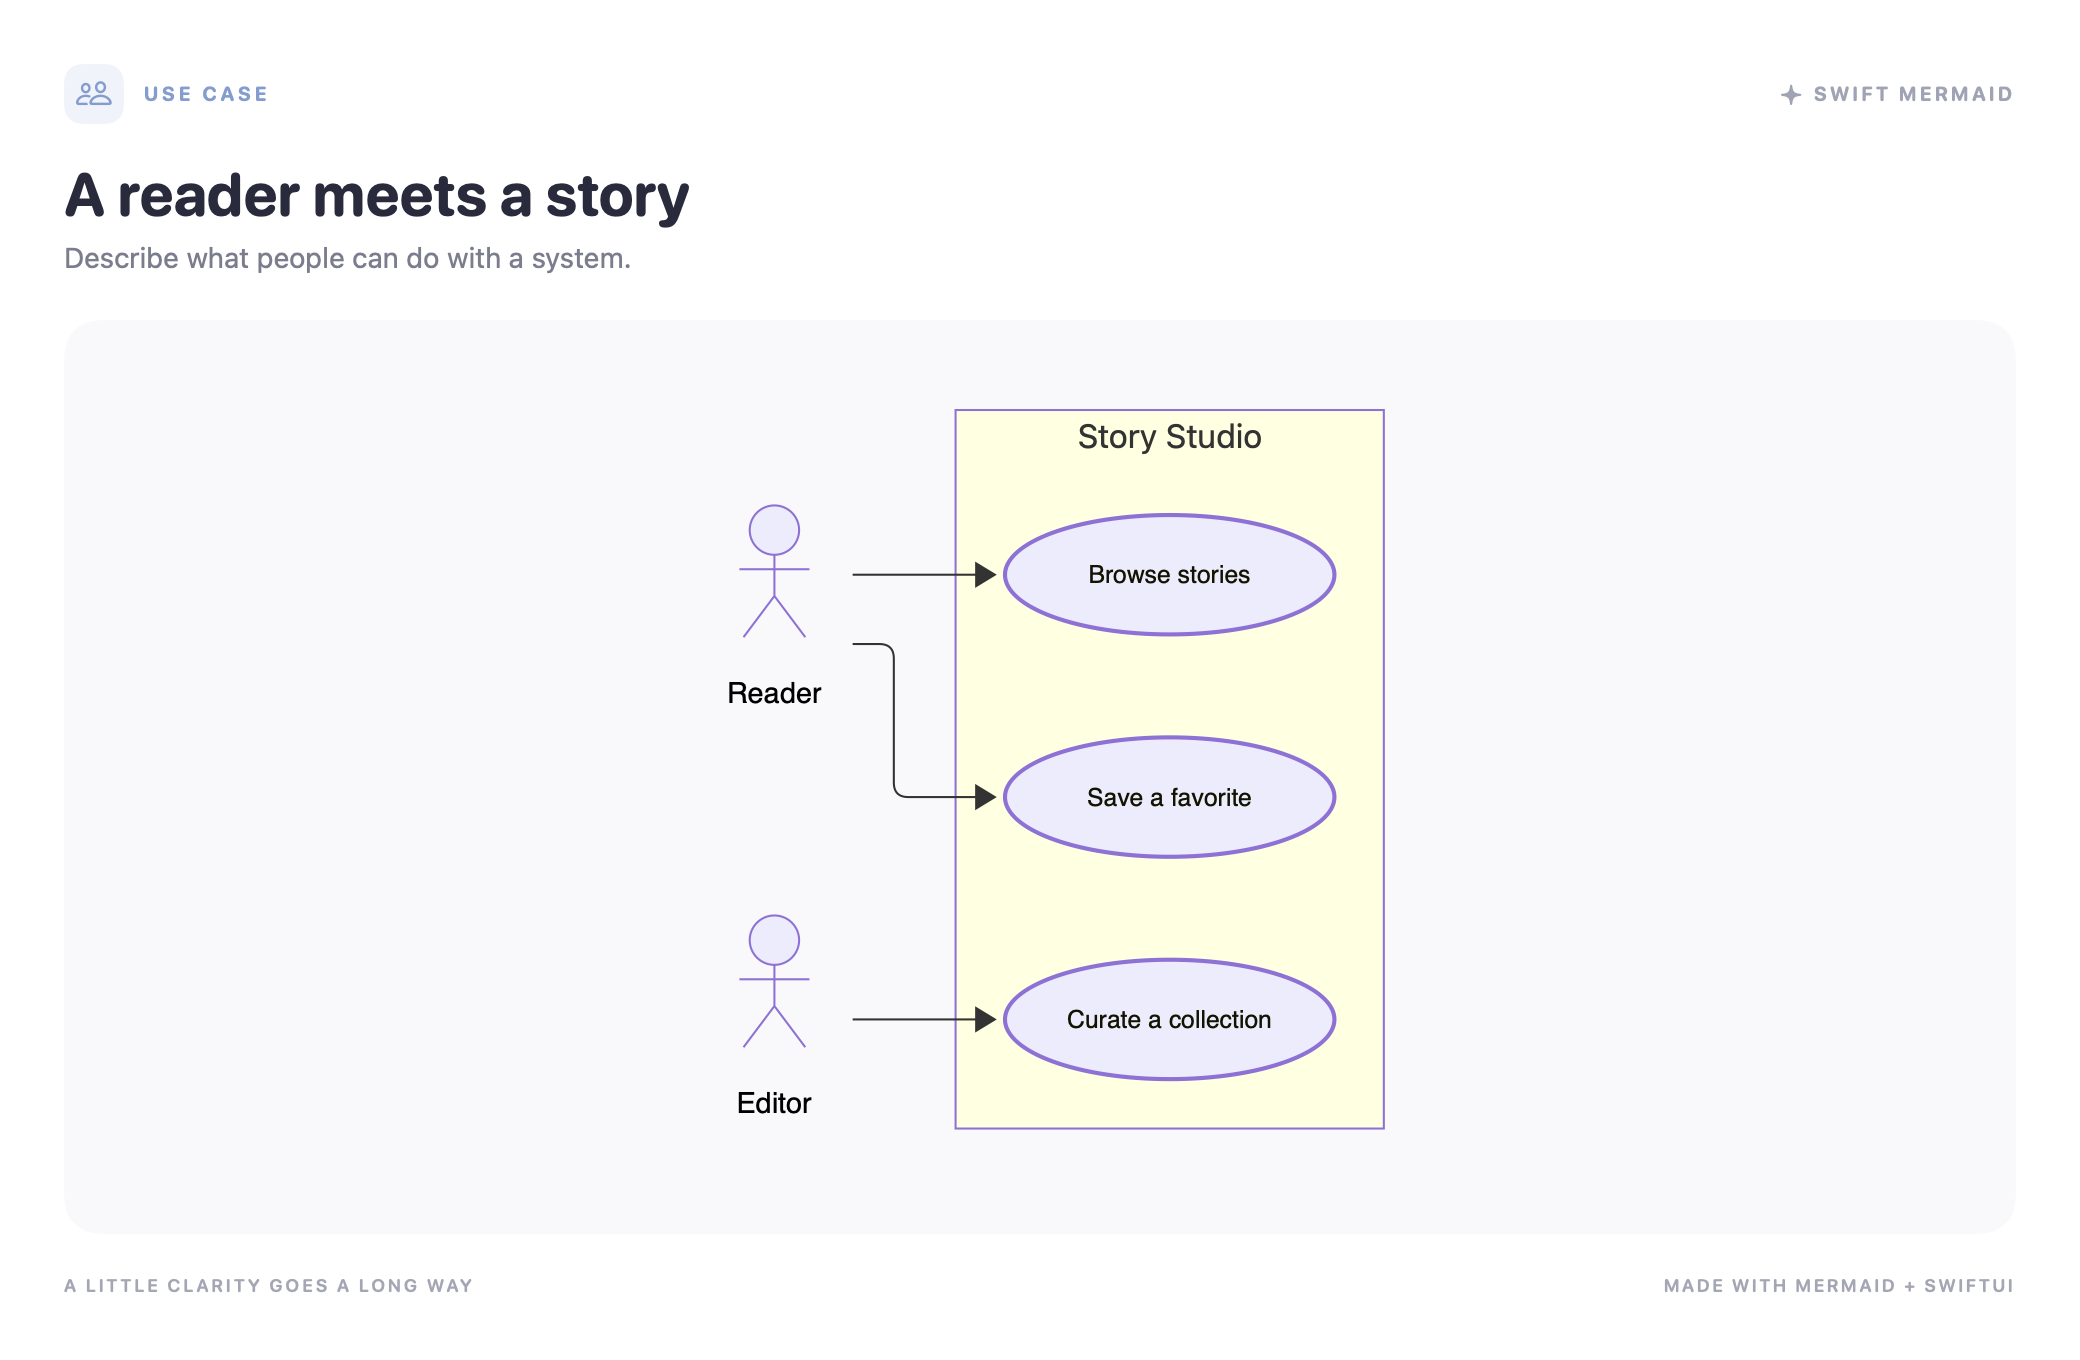 USE CASE
SWIFT MERMAID
A reader meets a story
Describe what people can do with a system.
Story Studio
Browse stories
Reader
Save a favorite
Curate a collection
Editor
A LITTLE CLARITY GOES A LONG WAY
MADE WITH MERMAID + SWIFTUI